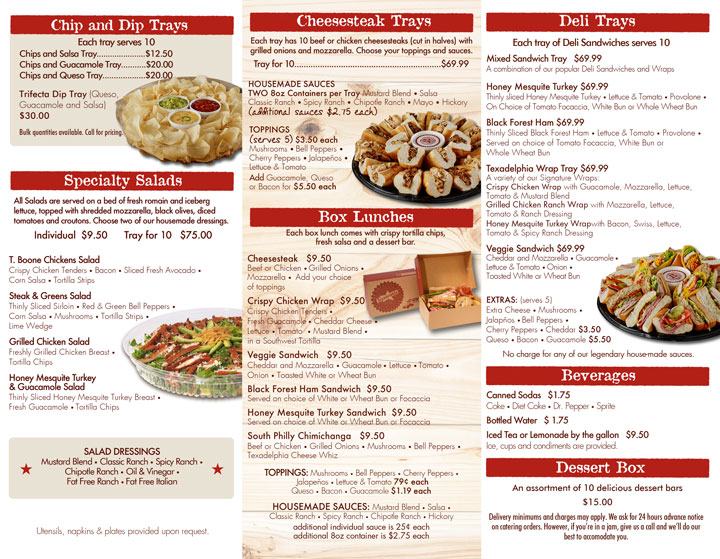 Chip and Dip Trays
Each tray serves 10
Chips and Salsa Tray....................$12.50
Chips and Guacamole Tray..........$20.00
Chips and Queso Tray.................$20.00
Trifecta Dip Tray (Queso,
Guacamole and Salsa)
$30.00
Bulk quantities available. Call for pricing.
Specialty Salads
All Salads are served on a bed of fresh romain and iceberg
lettuce, topped with shredded mozzarella, black olives, diced
tomatoes and croutons. Choose two of our housemade dressings.
Individual $9.50 Tray for 10 $75.00
T. Boone Chickens Salad
Crispy Chicken Tenders • Bacon • Sliced Fresh Avocado •
Corn Salsa • Tortilla Strips
Steak & Greens Salad
Thinly Sliced Sirloin • Red & Green Bell Peppers •
Corn Salsa • Mushrooms • Tortilla Strips •
Lime Wedge
Grilled Chicken Salad
Freshly Grilled Chicken Breast •
Tortilla Chips
Honey Mesquite Turkey
& Guacamole Salad
Thinly Sliced Honey Mesquite Turkey Breast •
Fresh Guacamole • Tortilla Chips
SALAD DRESSINGS
Mustard Blend • Classic Ranch • Spicy Ranch •
Chipotle Ranch • Oil & Vinegar •
Fat Free Ranch • Fat Free Italian
Utensils, napkins & plates provided upon request.
Cheesesteak Trays
Each tray has 10 beef or chicken cheesesteaks (cut in halves) with
grilled onions and mozzarella. Choose your toppings and sauces.
Tray for 10.........................................................$69.99
HOUSEMADE SAUCES
TWO 8oz Containers per Tray Mustard Blend • Salsa
Classic Ranch • Spicy Ranch • Chipotle Ranch • Mayo • Hickory
(additional sauces $2.75 each)
TOPPINGS
(serves 5) $3.50 each
Mushrooms • Bell Peppers •
Cherry Peppers • Jalapeños •
Lettuce & Tomato
Add Guacamole, Queso
or Bacon for $5.50 each
Box Lunches
Each box lunch comes with crispy tortilla chips,
fresh salsa and a dessert bar.
Cheesesteak $9.50
Beef or Chicken • Grilled Onions •
Mozzarella • Add your choice
of toppings
Crispy Chicken Wrap $9.50
Crispy Chicken Tenders •
Fresh Guacamole • Cheddar Cheese •
Lettuce • Tomato • Mustard Blend •
in a Southwest Tortilla
Veggie Sandwich $9.50
Cheddar and Mozzarella • Guacamole • Lettuce • Tomato •
Onion • Toasted White or Wheat Bun
Black Forest Ham Sandwich $9.50
Served on choice of White or Wheat Bun or Focaccia
Honey Mesquite Turkey Sandwich $9.50
Served on choice of White or Wheat Bun or Focaccia
South Philly Chimichanga $9.50
Beef or Chicken • Grilled Onions • Mushrooms • Bell Peppers •
Texadelphia Cheese Whiz
TOPPINGS: Mushrooms • Bell Peppers • Cherry Peppers •
Jalapeños • Lettuce & Tomato 79¢ each
Queso • Bacon • Guacamole $1.19 each
HOUSEMADE SAUCES: Mustard Blend • Salsa •
Classic Ranch • Spicy Ranch • Chipotle Ranch • Hickory
additional individual sauce is 25¢ each
additional 8oz container is $2.75 each
Deli Trays
Each tray of Deli Sandwiches serves 10
Mixed Sandwich Tray $69.99
A combination of our popular Deli Sandwiches and Wraps
Honey Mesquite Turkey $69.99
Thinly sliced Honey Mesquite Turkey • Lettuce & Tomato • Provolone •
On Choice of Tomato Focaccia, White Bun or Whole Wheat Bun
Black Forest Ham $69.99
Thinly Sliced Black Forest Ham • Lettuce & Tomato • Provolone •
Served on choice of Tomato Focaccia, White Bun or
Whole Wheat Bun
Texadelphia Wrap Tray $69.99
A variety of our Signature Wraps:
Crispy Chicken Wrap with Guacamole, Mozzarella, Lettuce,
Tomato & Mustard Blend
Grilled Chicken Ranch Wrap with Mozzarella, Lettuce,
Tomato & Ranch Dressing
Honey Mesquite Turkey Wrapwith Bacon, Swiss, Lettuce,
Tomato & Spicy Ranch Dressing
Veggie Sandwich $69.99
Cheddar and Mozzarella • Guacamole •
Lettuce & Tomato • Onion •
Toasted White or Wheat Bun
EXTRAS: (serves 5)
Extra Cheese • Mushrooms •
Jalapeños • Bell Peppers •
Cherry Peppers • Cheddar $3.50
Queso • Bacon • Guacamole $5.50
No charge for any of our legendary house-made sauces.
Beverages
Canned Sodas $1.75
Coke • Diet Coke • Dr. Pepper • Sprite
Bottled Water $ 1.75
Iced Tea or Lemonade by the gallon $9.50
Ice, cups and condiments are provided.
Dessert Box
An assortment of 10 delicious dessert bars
$15.00
Delivery minimums and charges may apply. We ask for 24 hours advance notice
on catering orders. However, if you're in a jam, give us a call and we'll do our
best to accomodate you.